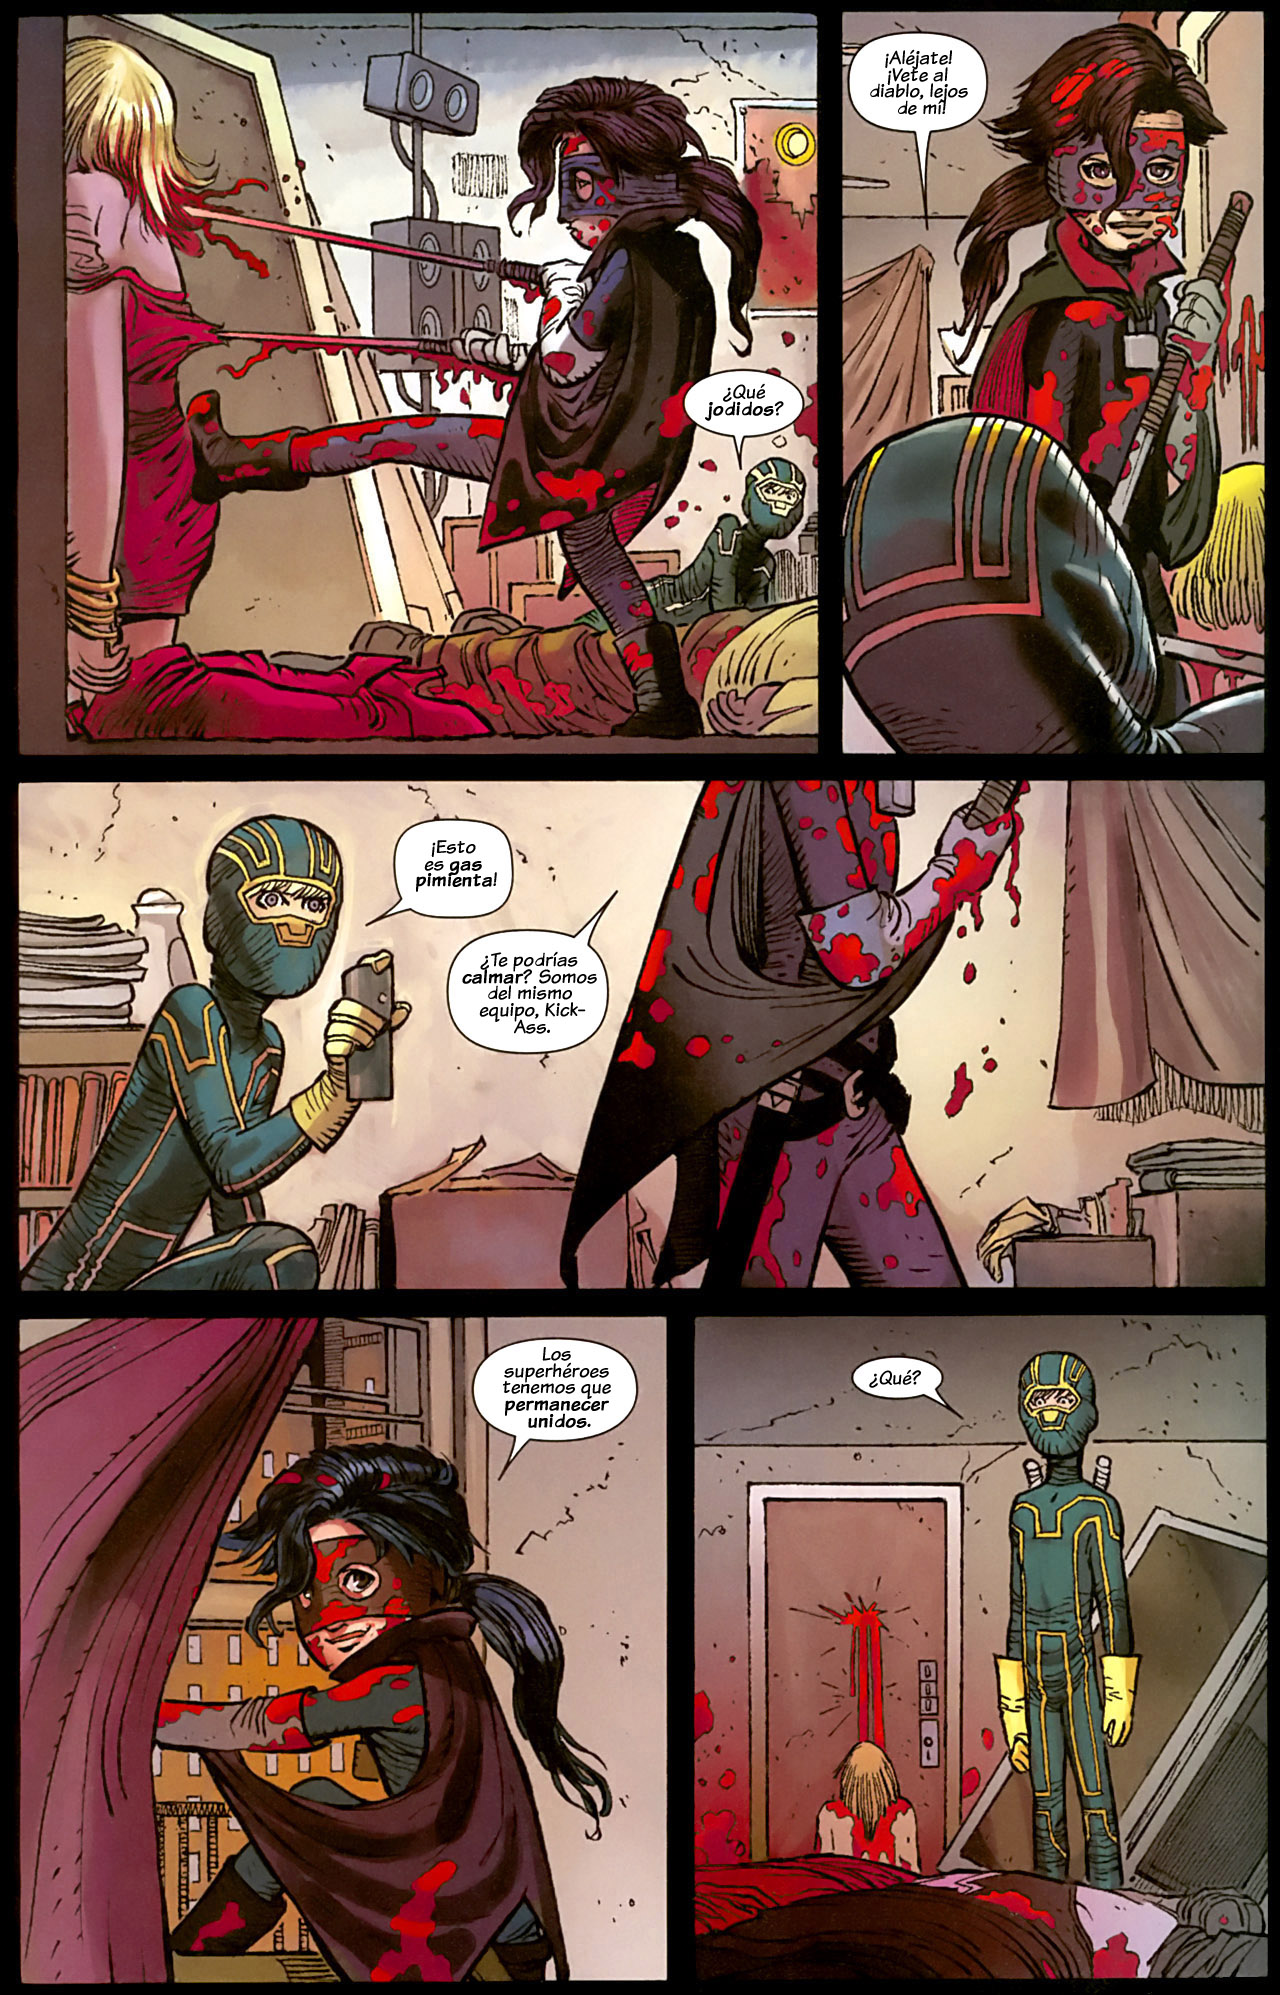 ¿Qué
jodidos?
¡Aléjate!
¡Vete al
diablo, lejos
de mí!
¡Esto
es gas
pimienta!
¿Te podrías
calmar? Somos
del mismo
equipo, Kick-
Ass.
Los
superhéroes
tenemos que
permanecer
unidos.
¿Qué?